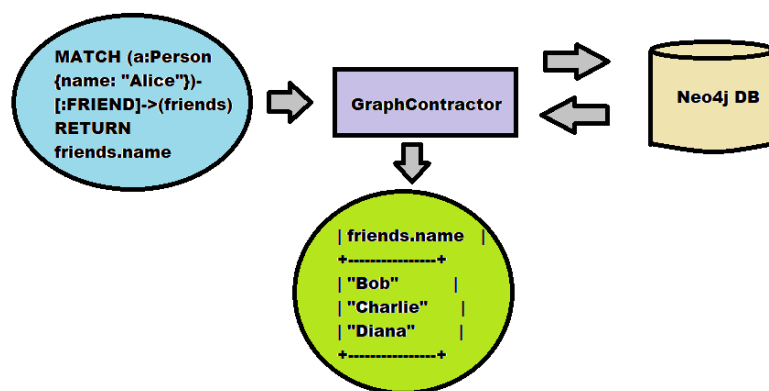 MATCH (a:Person
{name: "Alice"})-
[:FRIEND]->(friends)
RETURN
friends.name
GraphContractor
Neo4j DB
| friends.name |
+----------------+
| "Bob" |
| "Charlie" |
| "Diana" |
+----------------+